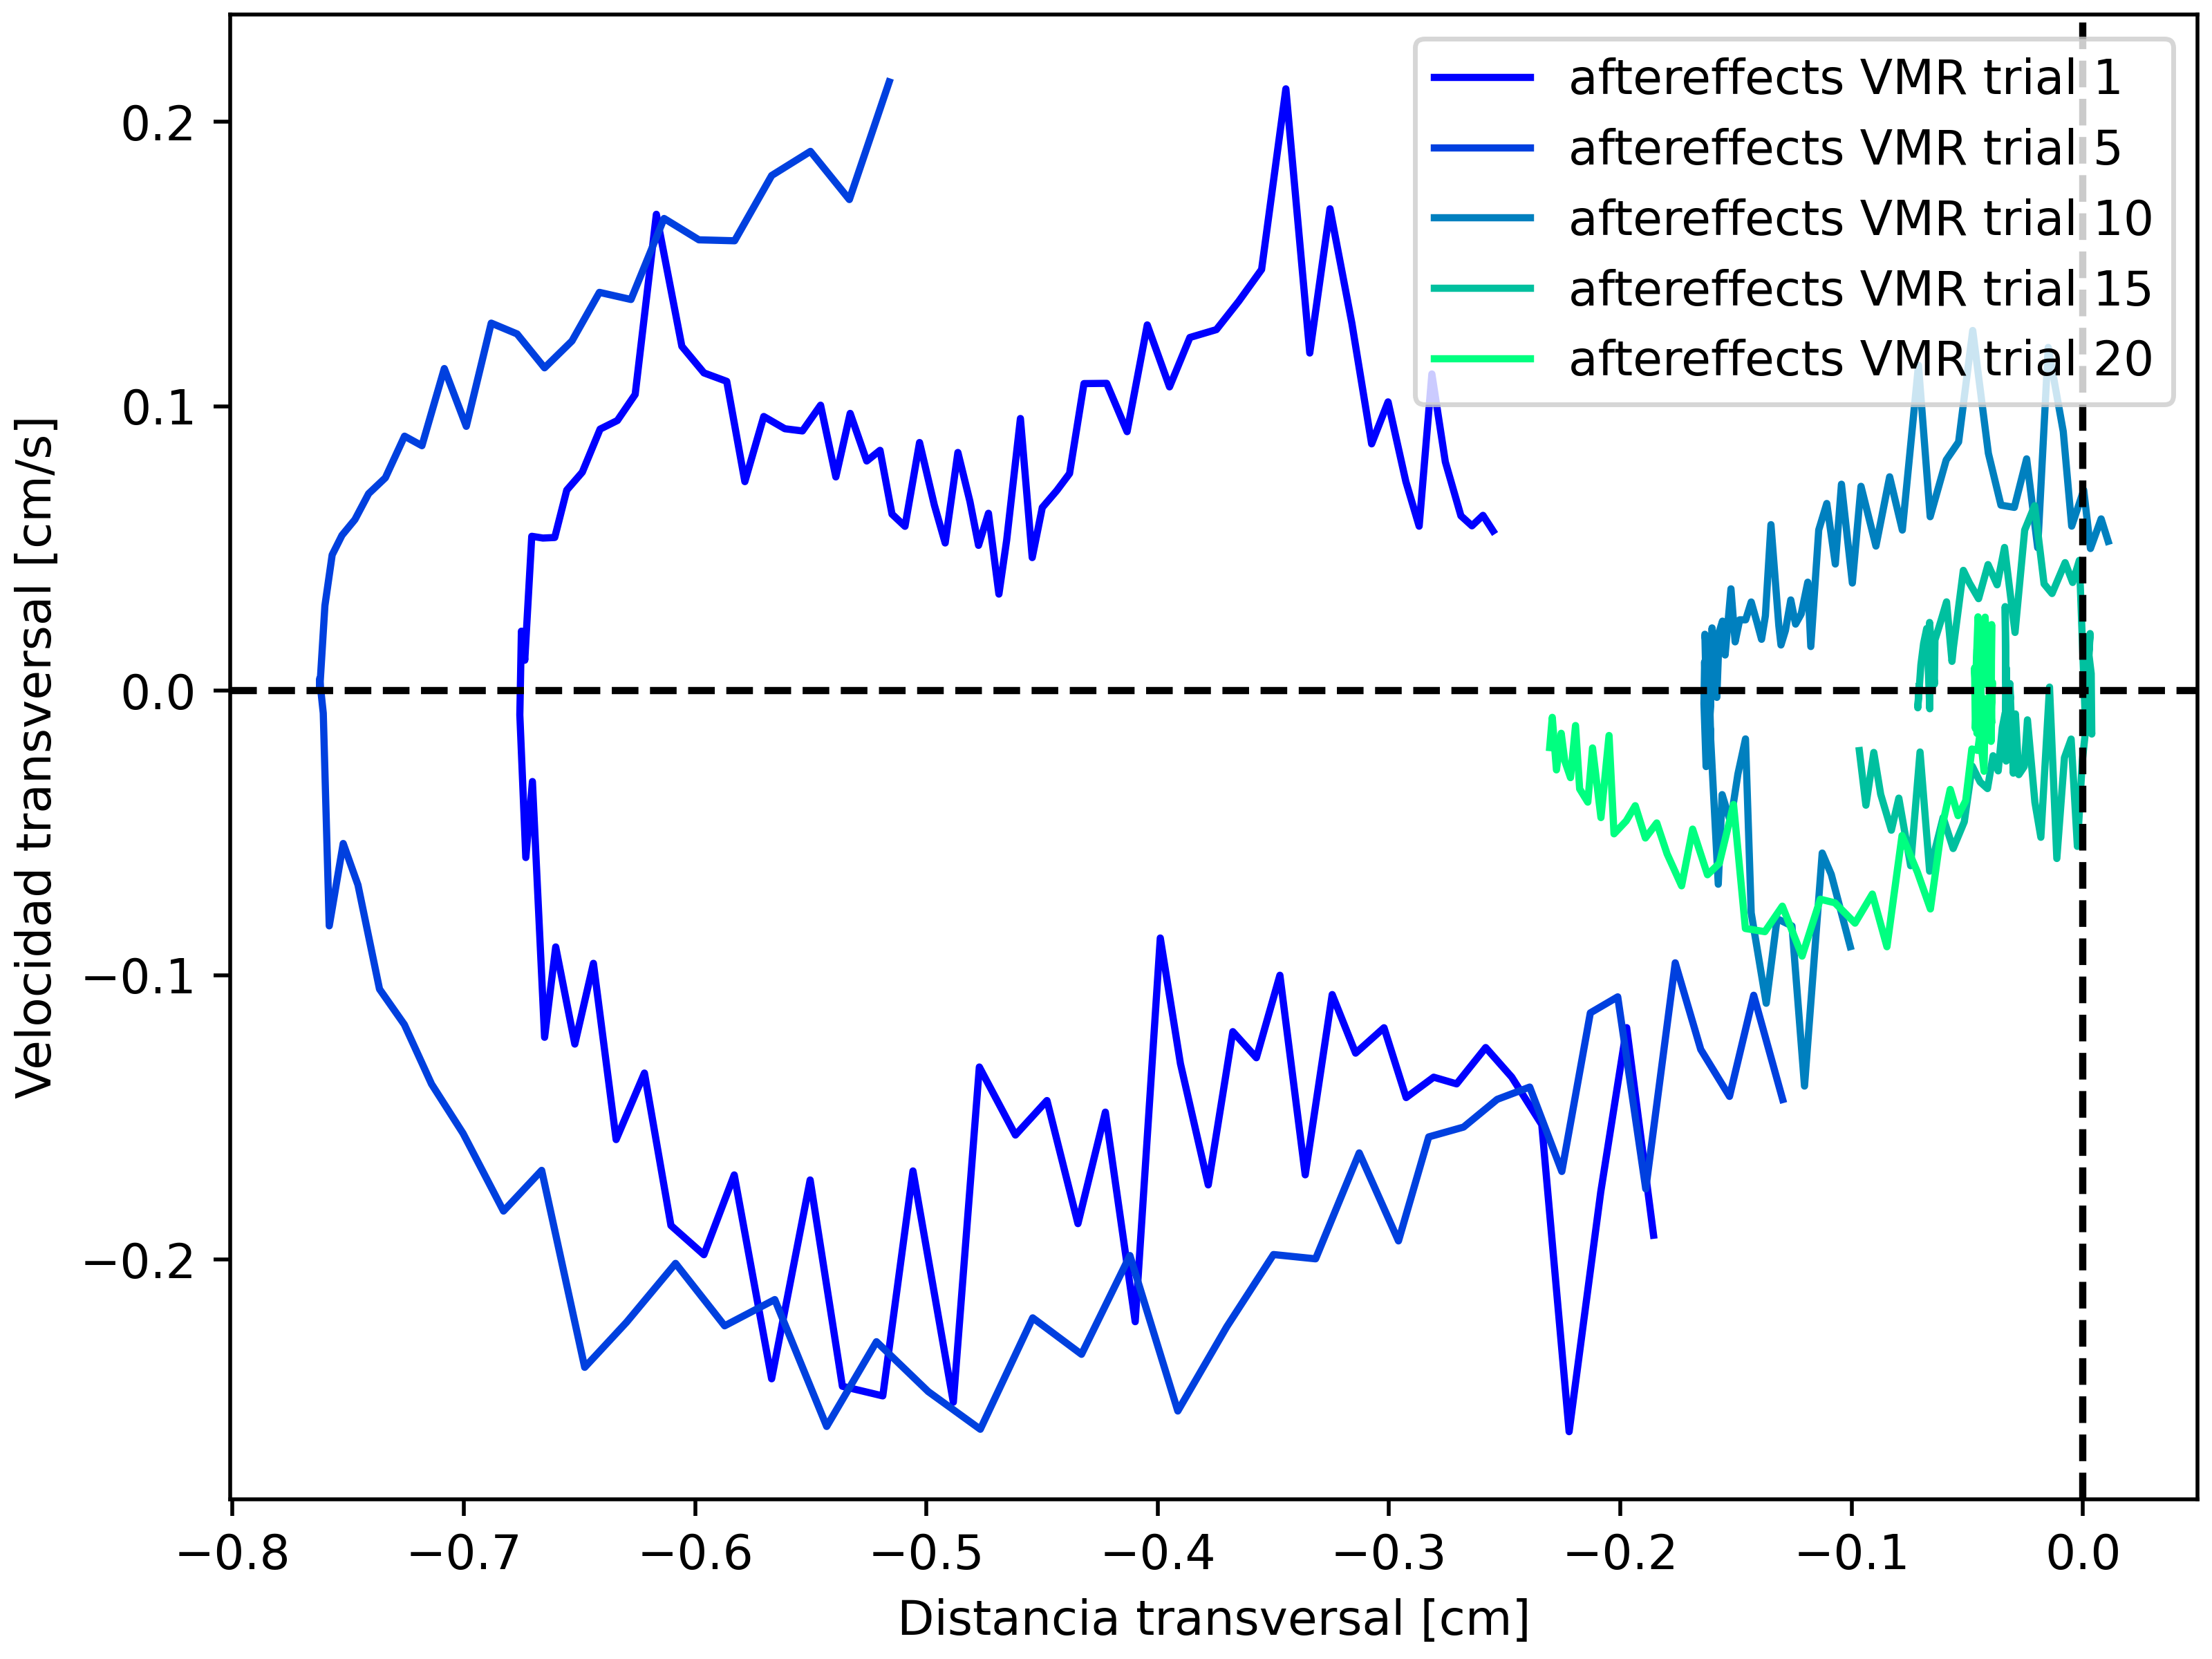 aftereffects VMR trial 1
aftereffects VMR trial 5
aftereffects VMR trial 10
aftereffects VMR trial 15
aftereffects VMR trial 20
Velocidad transversal [cm/s]
0.2
0.1
0.0
−0.1
−0.2
−0.8 −0.7 −0.6 −0.5 −0.4 −0.3 −0.2 −0.1 0.0
Distancia transversal [cm]